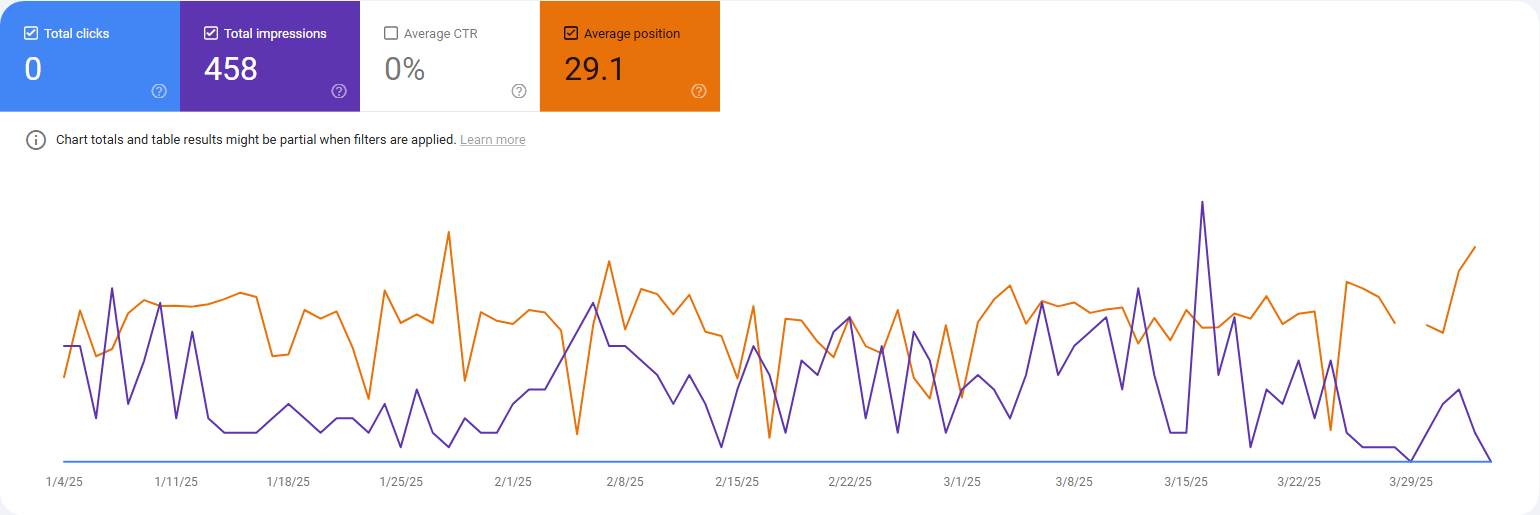 Total clicks
0
Total impressions
458
Average CTR
0%
Average position
29.1
Chart totals and table results might be partial when filters are applied. Learn more
1/4/25 1/11/25 1/18/25 1/25/25 2/1/25 2/8/25 2/15/25 2/22/25 3/1/25 3/8/25 3/15/25 3/22/25 3/29/25